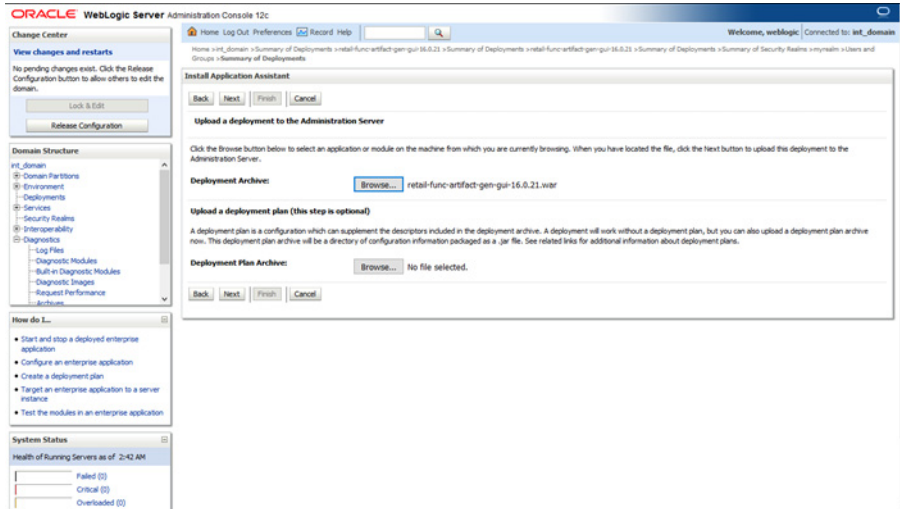 ORACLE WebLogic Server Administration Console 12c
Change Center
View changes and restarts
No pending changes exist. Click the Release
Configuration button to allow others to edit the
domain.
Lock & Edit
Release Configuration
Domain Structure
int_domain
Domain Partitions
Environment
Deployments
Services
Security Realms
Interoperability
Diagnostics
Log Files
Diagnostic Modules
Built-in Diagnostic Modules
Diagnostic Images
Request Performance
Archives
How do I...
Start and stop a deployed enterprise
application
Configure an enterprise application
Create a deployment plan
Target an enterprise application to a server
instance
Test the modules in an enterprise application
System Status
Health of Running Servers as of 2:42 AM
Failed (0)
Critical (0)
Overloaded (0)
Home Log Out Preferences Record Help
Welcome, weblogic Connected to: int_domain
Home >int_domain >Summary of Deployments >retail-func-artifact-gen-gui-16.0.21 >Summary of Deployments >retail-func-artifact-gen-gui-16.0.21 >Summary of Deployments >Summary of Security Realms >myrealm >Users and
Groups >Summary of Deployments
Install Application Assistant
Back Next Finish Cancel
Upload a deployment to the Administration Server
Click the Browse button below to select an application or module on the machine from which you are currently browsing. When you have located the file, click the Next button to upload this deployment to the
Administration Server.
Deployment Archive: Browse... retail-func-artifact-gen-gui-16.0.21.war
Upload a deployment plan (this step is optional)
A deployment plan is a configuration which can supplement the descriptors included in the deployment archive. A deployment will work without a deployment plan, but you can also upload a deployment plan archive
now. This deployment plan archive will be a directory of configuration information packaged as a .jar file. See related links for additional information about deployment plans.
Deployment Plan Archive: Browse... No file selected.
Back Next Finish Cancel